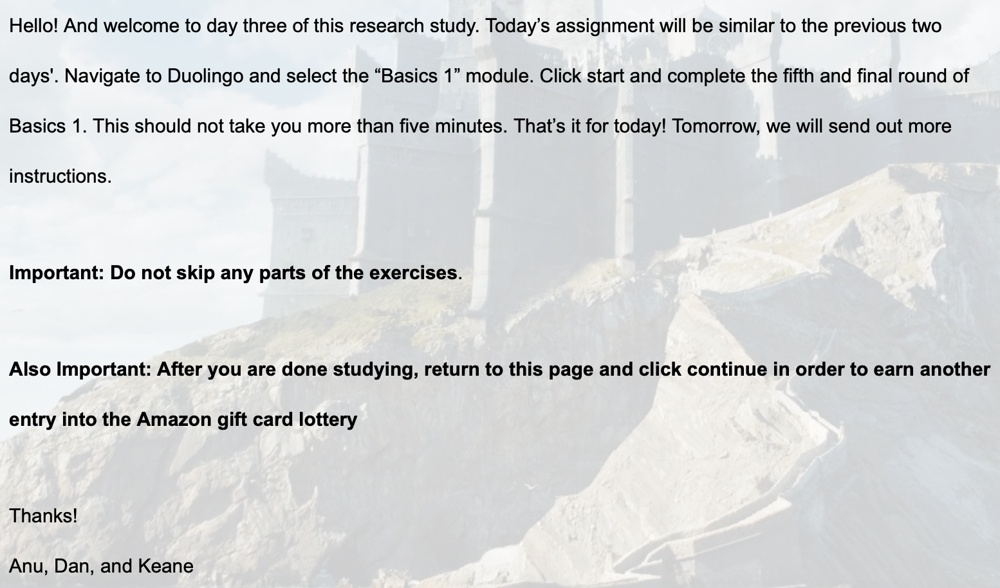 Hello! And welcome to day three of this research study. Today’s assignment will be similar to the previous two
days'. Navigate to Duolingo and select the “Basics 1” module. Click start and complete the fifth and final round of
Basics 1. This should not take you more than five minutes. That’s it for today! Tomorrow, we will send out more
instructions.
Important: Do not skip any parts of the exercises.
Also Important: After you are done studying, return to this page and click continue in order to earn another
entry into the Amazon gift card lottery
Thanks!
Anu, Dan, and Keane